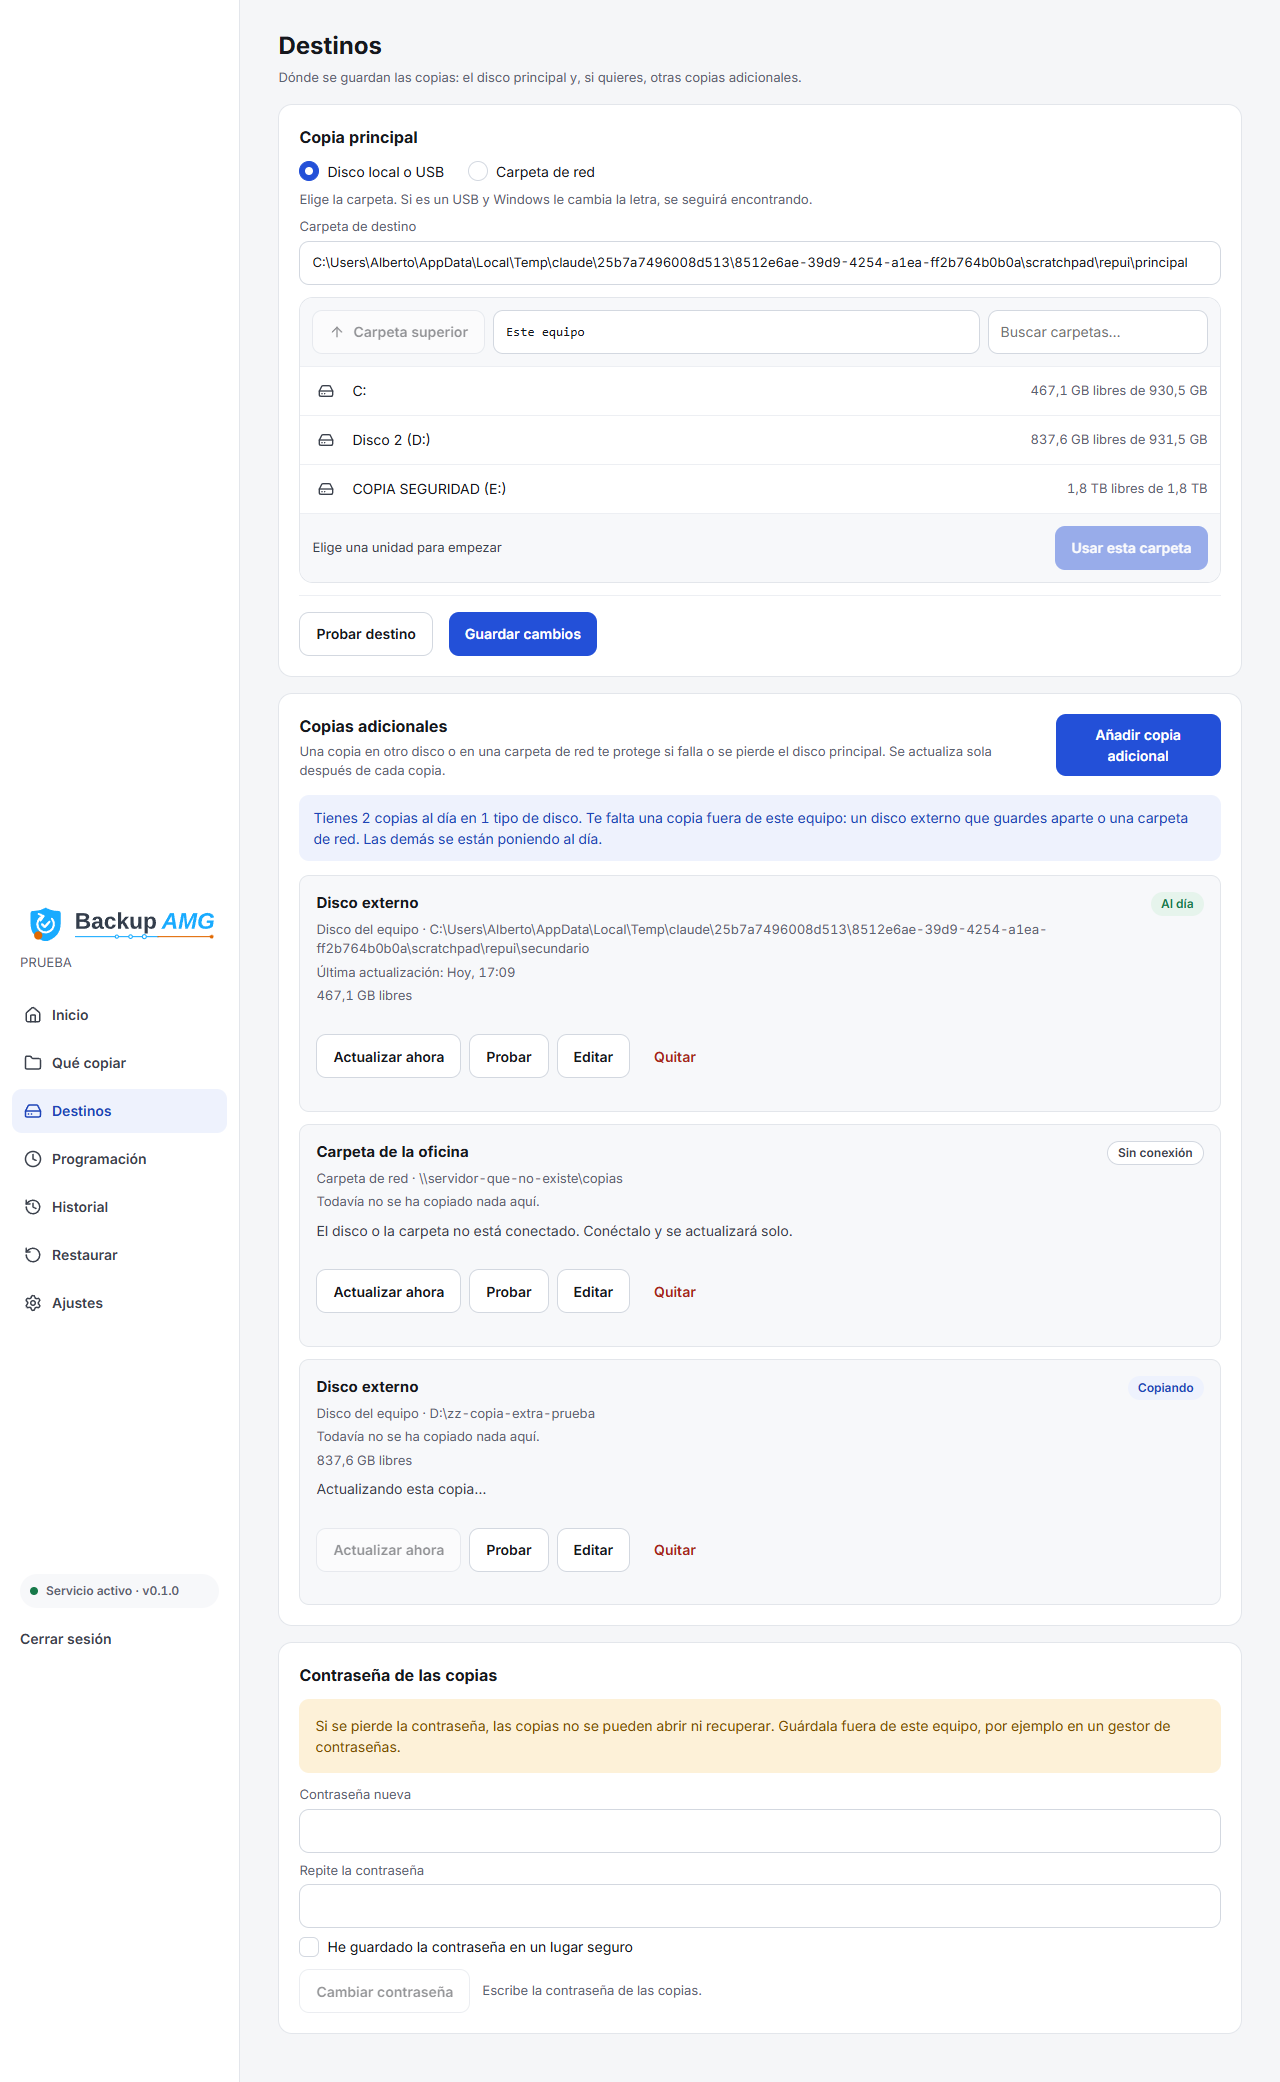 Backup AMG
PRUEBA
Inicio
Qué copiar
Destinos
Programación
Historial
Restaurar
Ajustes
Servicio activo · v0.1.0
Cerrar sesión
Destinos
Dónde se guardan las copias: el disco principal y, si quieres, otras copias adicionales.
Copia principal
Disco local o USB
Carpeta de red
Elige la carpeta. Si es un USB y Windows le cambia la letra, se seguirá encontrando.
Carpeta de destino
C:\Users\Alberto\AppData\Local\Temp\claude\25b7a7496008d513\8512e6ae-39d9-4254-a1ea-ff2b764b0b0a\scratchpad\repui\principal
Carpeta superior
Este equipo
Buscar carpetas...
C:
467,1 GB libres de 930,5 GB
Disco 2 (D:)
837,6 GB libres de 931,5 GB
COPIA SEGURIDAD (E:)
1,8 TB libres de 1,8 TB
Elige una unidad para empezar
Usar esta carpeta
Probar destino
Guardar cambios
Copias adicionales
Una copia en otro disco o en una carpeta de red te protege si falla o se pierde el disco principal. Se actualiza sola
después de cada copia.
Añadir copia
adicional
Tienes 2 copias al día en 1 tipo de disco. Te falta una copia fuera de este equipo: un disco externo que guardes aparte o una carpeta
de red. Las demás se están poniendo al día.
Disco externo
Al día
Disco del equipo · C:\Users\Alberto\AppData\Local\Temp\claude\25b7a7496008d513\8512e6ae-39d9-4254-a1ea-
ff2b764b0b0a\scratchpad\repui\secundario
Última actualización: Hoy, 17:09
467,1 GB libres
Actualizar ahora
Probar
Editar
Quitar
Carpeta de la oficina
Sin conexión
Carpeta de red · \\servidor-que-no-existe\copias
Todavía no se ha copiado nada aquí.
El disco o la carpeta no está conectado. Conéctalo y se actualizará solo.
Actualizar ahora
Probar
Editar
Quitar
Disco externo
Copiando
Disco del equipo · D:\zz-copia-extra-prueba
Todavía no se ha copiado nada aquí.
837,6 GB libres
Actualizando esta copia...
Actualizar ahora
Probar
Editar
Quitar
Contraseña de las copias
Si se pierde la contraseña, las copias no se pueden abrir ni recuperar. Guárdala fuera de este equipo, por ejemplo en un gestor de
contraseñas.
Contraseña nueva
Repite la contraseña
He guardado la contraseña en un lugar seguro
Cambiar contraseña
Escribe la contraseña de las copias.